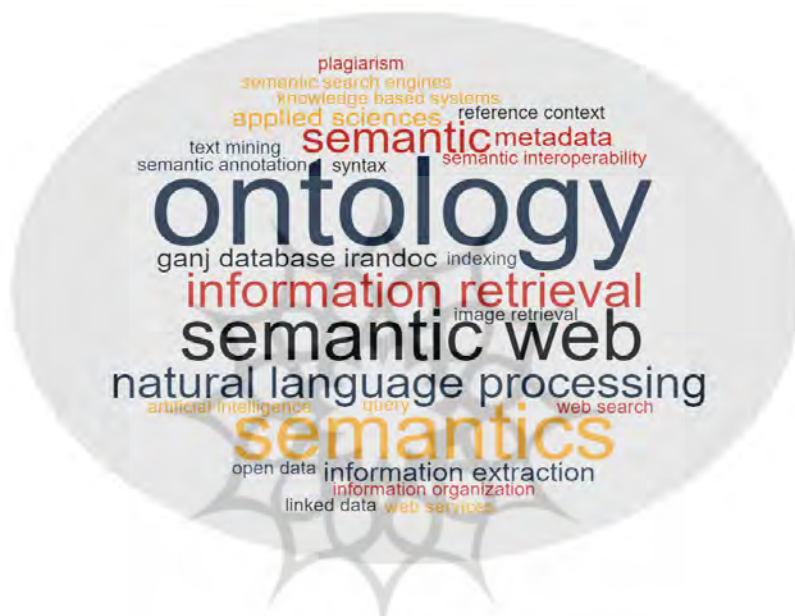 plagiarism
semantic search engines
knowledge based systems
applied sciences
reference context
semantic
metadata
text mining
semantic interoperability
semantic annotation
syntax
ontology
ganj database irandoc
indexing
information retrieval
image retrieval
semantic web
natural language processing
artificial intelligence
query
web search
semantics
open data
information extraction
information organization
linked data
web services